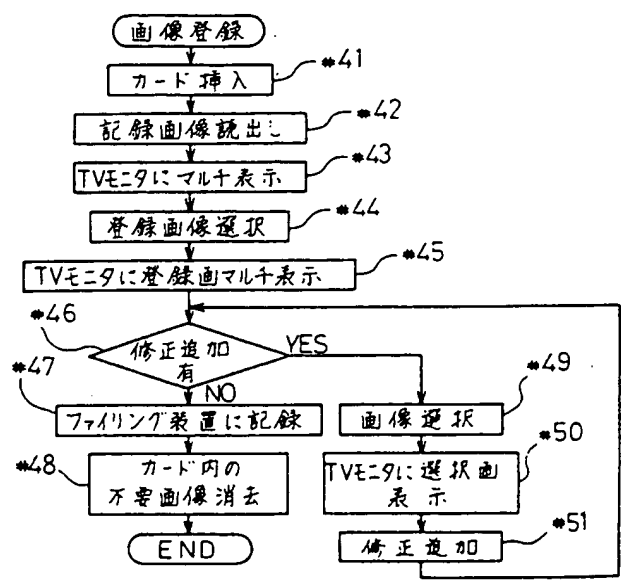 画像登録
カード挿入
#41
記録画像読出し
#42
TVモニタにマルチ表示
#43
登録画像選択
#44
TVモニタに登録画マルチ表示
#45
#46
修正追加
有
YES
NO
#47
ファイリング装置に記録
#48
カード内の
不要画像消去
END
#49
画像選択
#50
TVモニタに選択画
表示
#51
修正追加